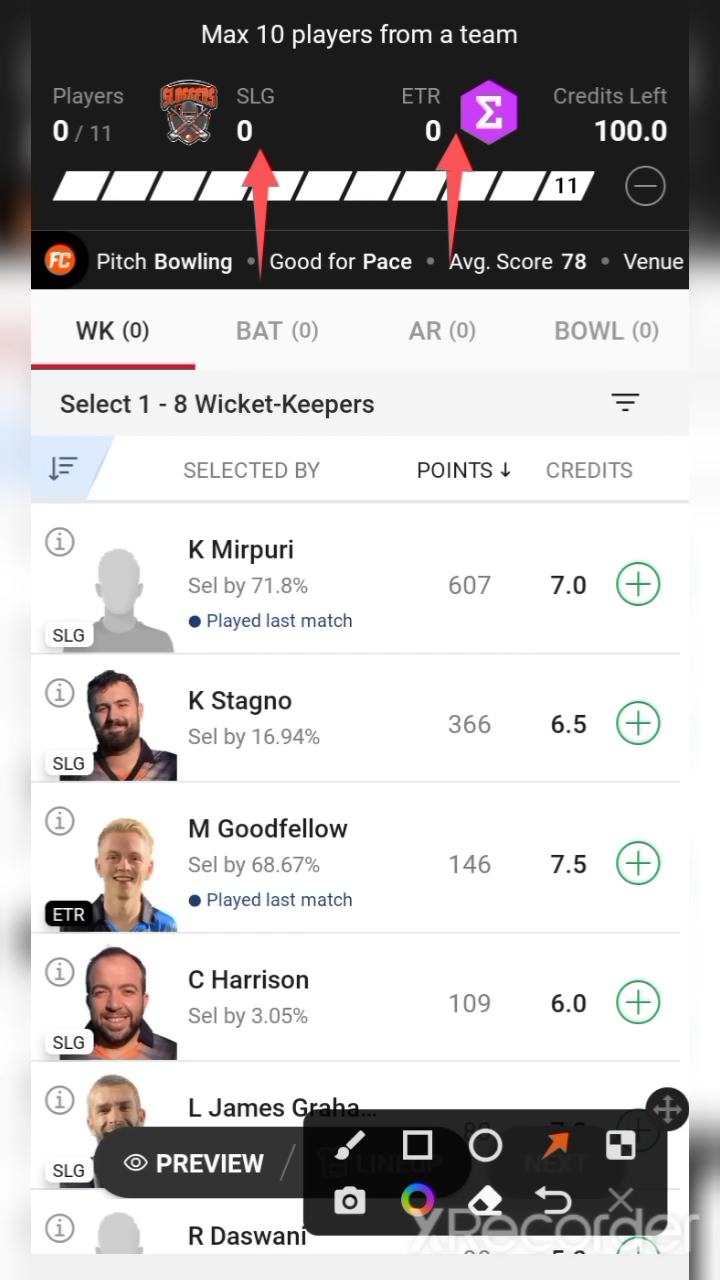 Max 10 players from a team
Players SLG ETR Credits Left
SLOGGERS
0 / 11 0 0 Σ 100.0
11
FC Pitch Bowling • Good for Pace • Avg. Score 78 • Venue
WK (0) BAT (0) AR (0) BOWL (0)
Select 1 - 8 Wicket-Keepers
SELECTED BY POINTS ↓ CREDITS
K Mirpuri
Sel by 71.8% 607 7.0
Played last match
SLG
K Stagno
Sel by 16.94% 366 6.5
SLG
M Goodfellow
Sel by 68.67% 146 7.5
Played last match
ETR
C Harrison
Sel by 3.05% 109 6.0
SLG
L James Graha...
SLG
PREVIEW LINEUP NEXT
R Daswani
XRecorder